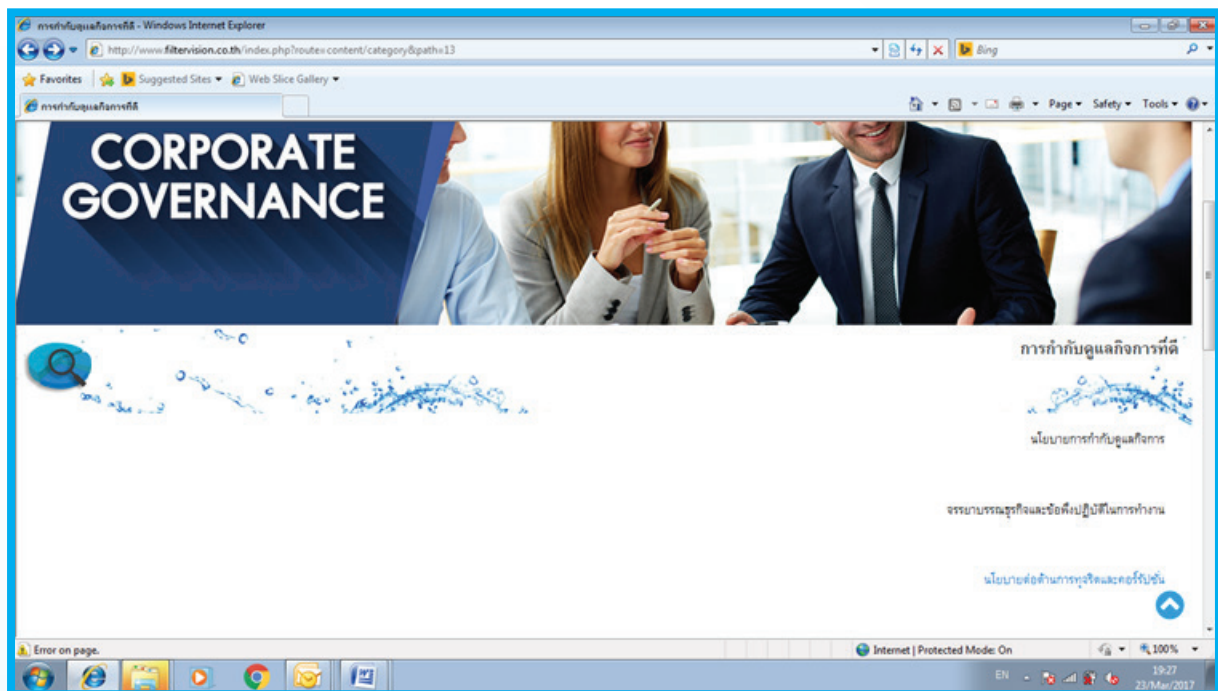 การกำกับดูแลกิจการที่ดี - Windows Internet Explorer
http://www.filtervision.co.th/index.php?route=content/category&path=13
Bing
Favorites
Suggested Sites
Web Slice Gallery
การกำกับดูแลกิจการที่ดี
Page
Safety
Tools
CORPORATE
GOVERNANCE
การกำกับดูแลกิจการที่ดี
นโยบายการกำกับดูแลกิจการ
จรรยาบรรณธุรกิจและข้อพึงปฏิบัติในการทำงาน
นโยบายต่อต้านการทุจริตและคอร์รัปชั่น
Error on page.
Internet | Protected Mode: On
100%
EN
19:27
23/Mar/2017